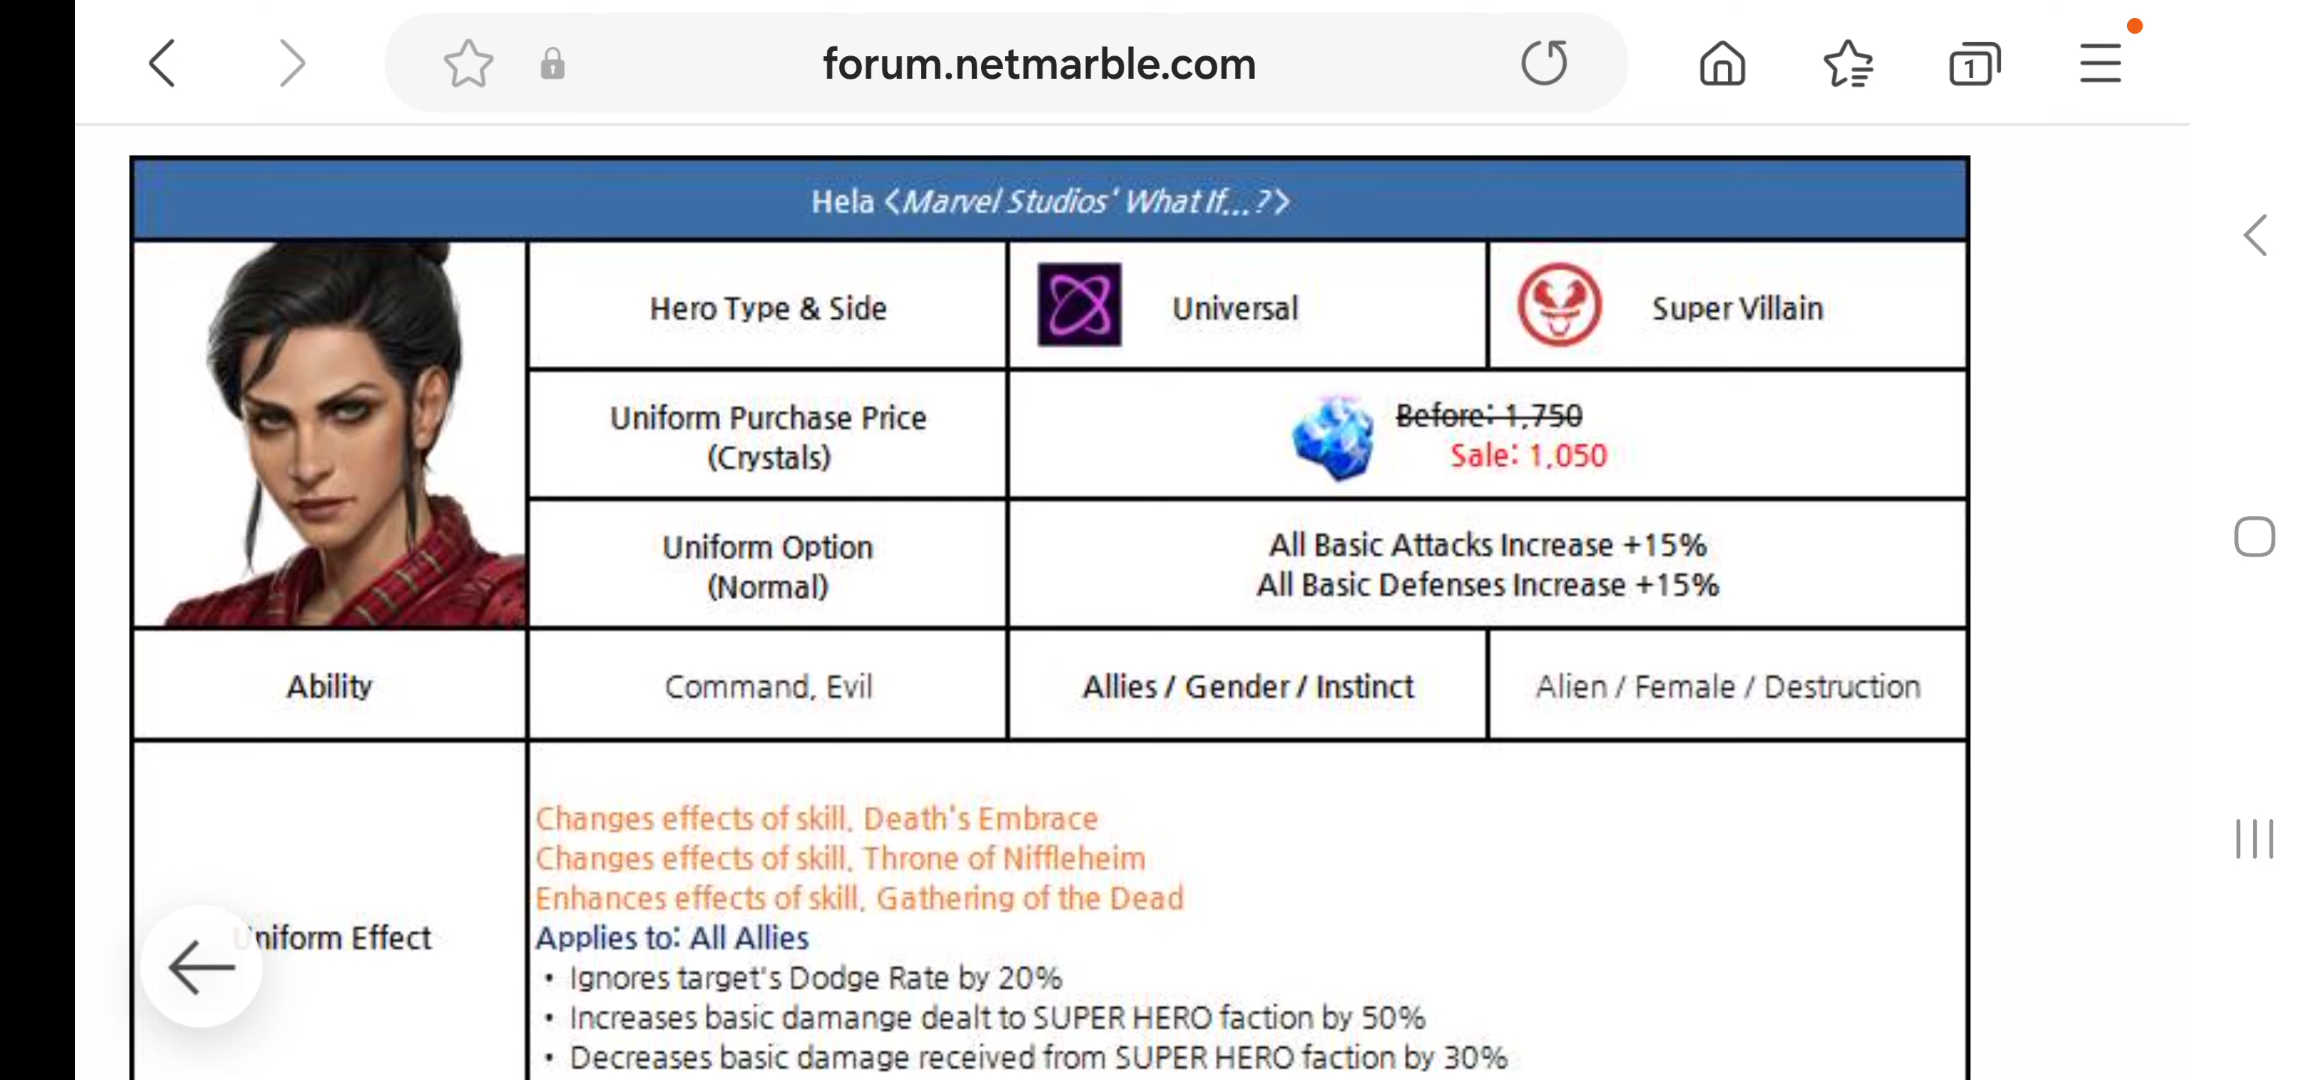 forum.netmarble.com
1
Hela <Marvel Studios' What If...?>
Hero Type & Side
Universal
Super Villain
Uniform Purchase Price
(Crystals)
Before: 1,750
Sale: 1,050
Uniform Option
(Normal)
All Basic Attacks Increase +15%
All Basic Defenses Increase +15%
Ability
Command, Evil
Allies / Gender / Instinct
Alien / Female / Destruction
Uniform Effect
Changes effects of skill, Death's Embrace
Changes effects of skill, Throne of Niffleheim
Enhances effects of skill, Gathering of the Dead
Applies to: All Allies
• Ignores target's Dodge Rate by 20%
• Increases basic damange dealt to SUPER HERO faction by 50%
• Decreases basic damage received from SUPER HERO faction by 30%